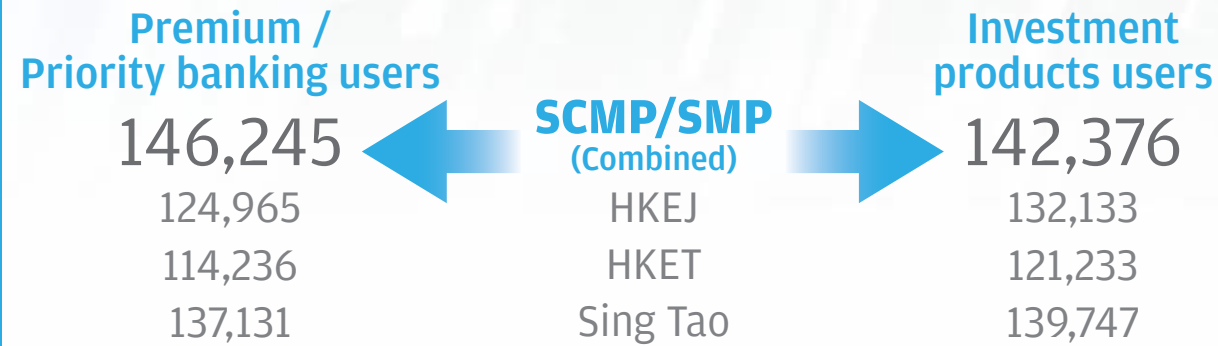 Premium /
Priority banking users
Investment
products users
146,245
SCMP/SMP
(Combined)
142,376
124,965
HKEJ
132,133
114,236
HKET
121,233
137,131
Sing Tao
139,747